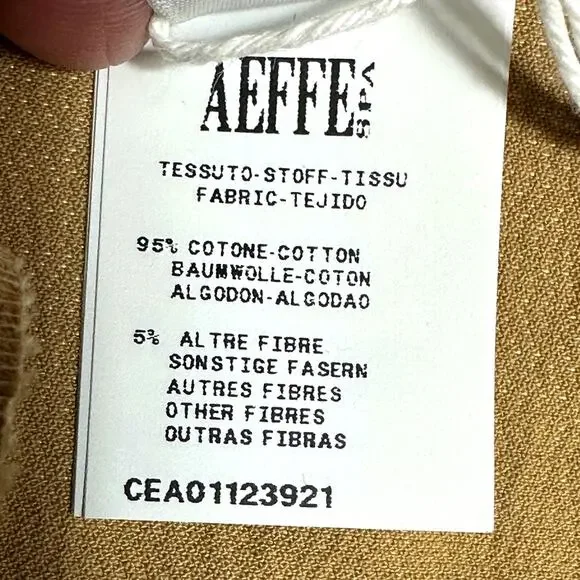 AEFFE SPA
TESSUTO-STOFF-TISSU
FABRIC-TEJIDO
95% COTONE-COTTON
BAUMWOLLE-COTON
ALGODON-ALGODAO
5% ALTRE FIBRE
SONSTIGE FASERN
AUTRES FIBRES
OTHER FIBRES
OUTRAS FIBRAS
CEA01123921